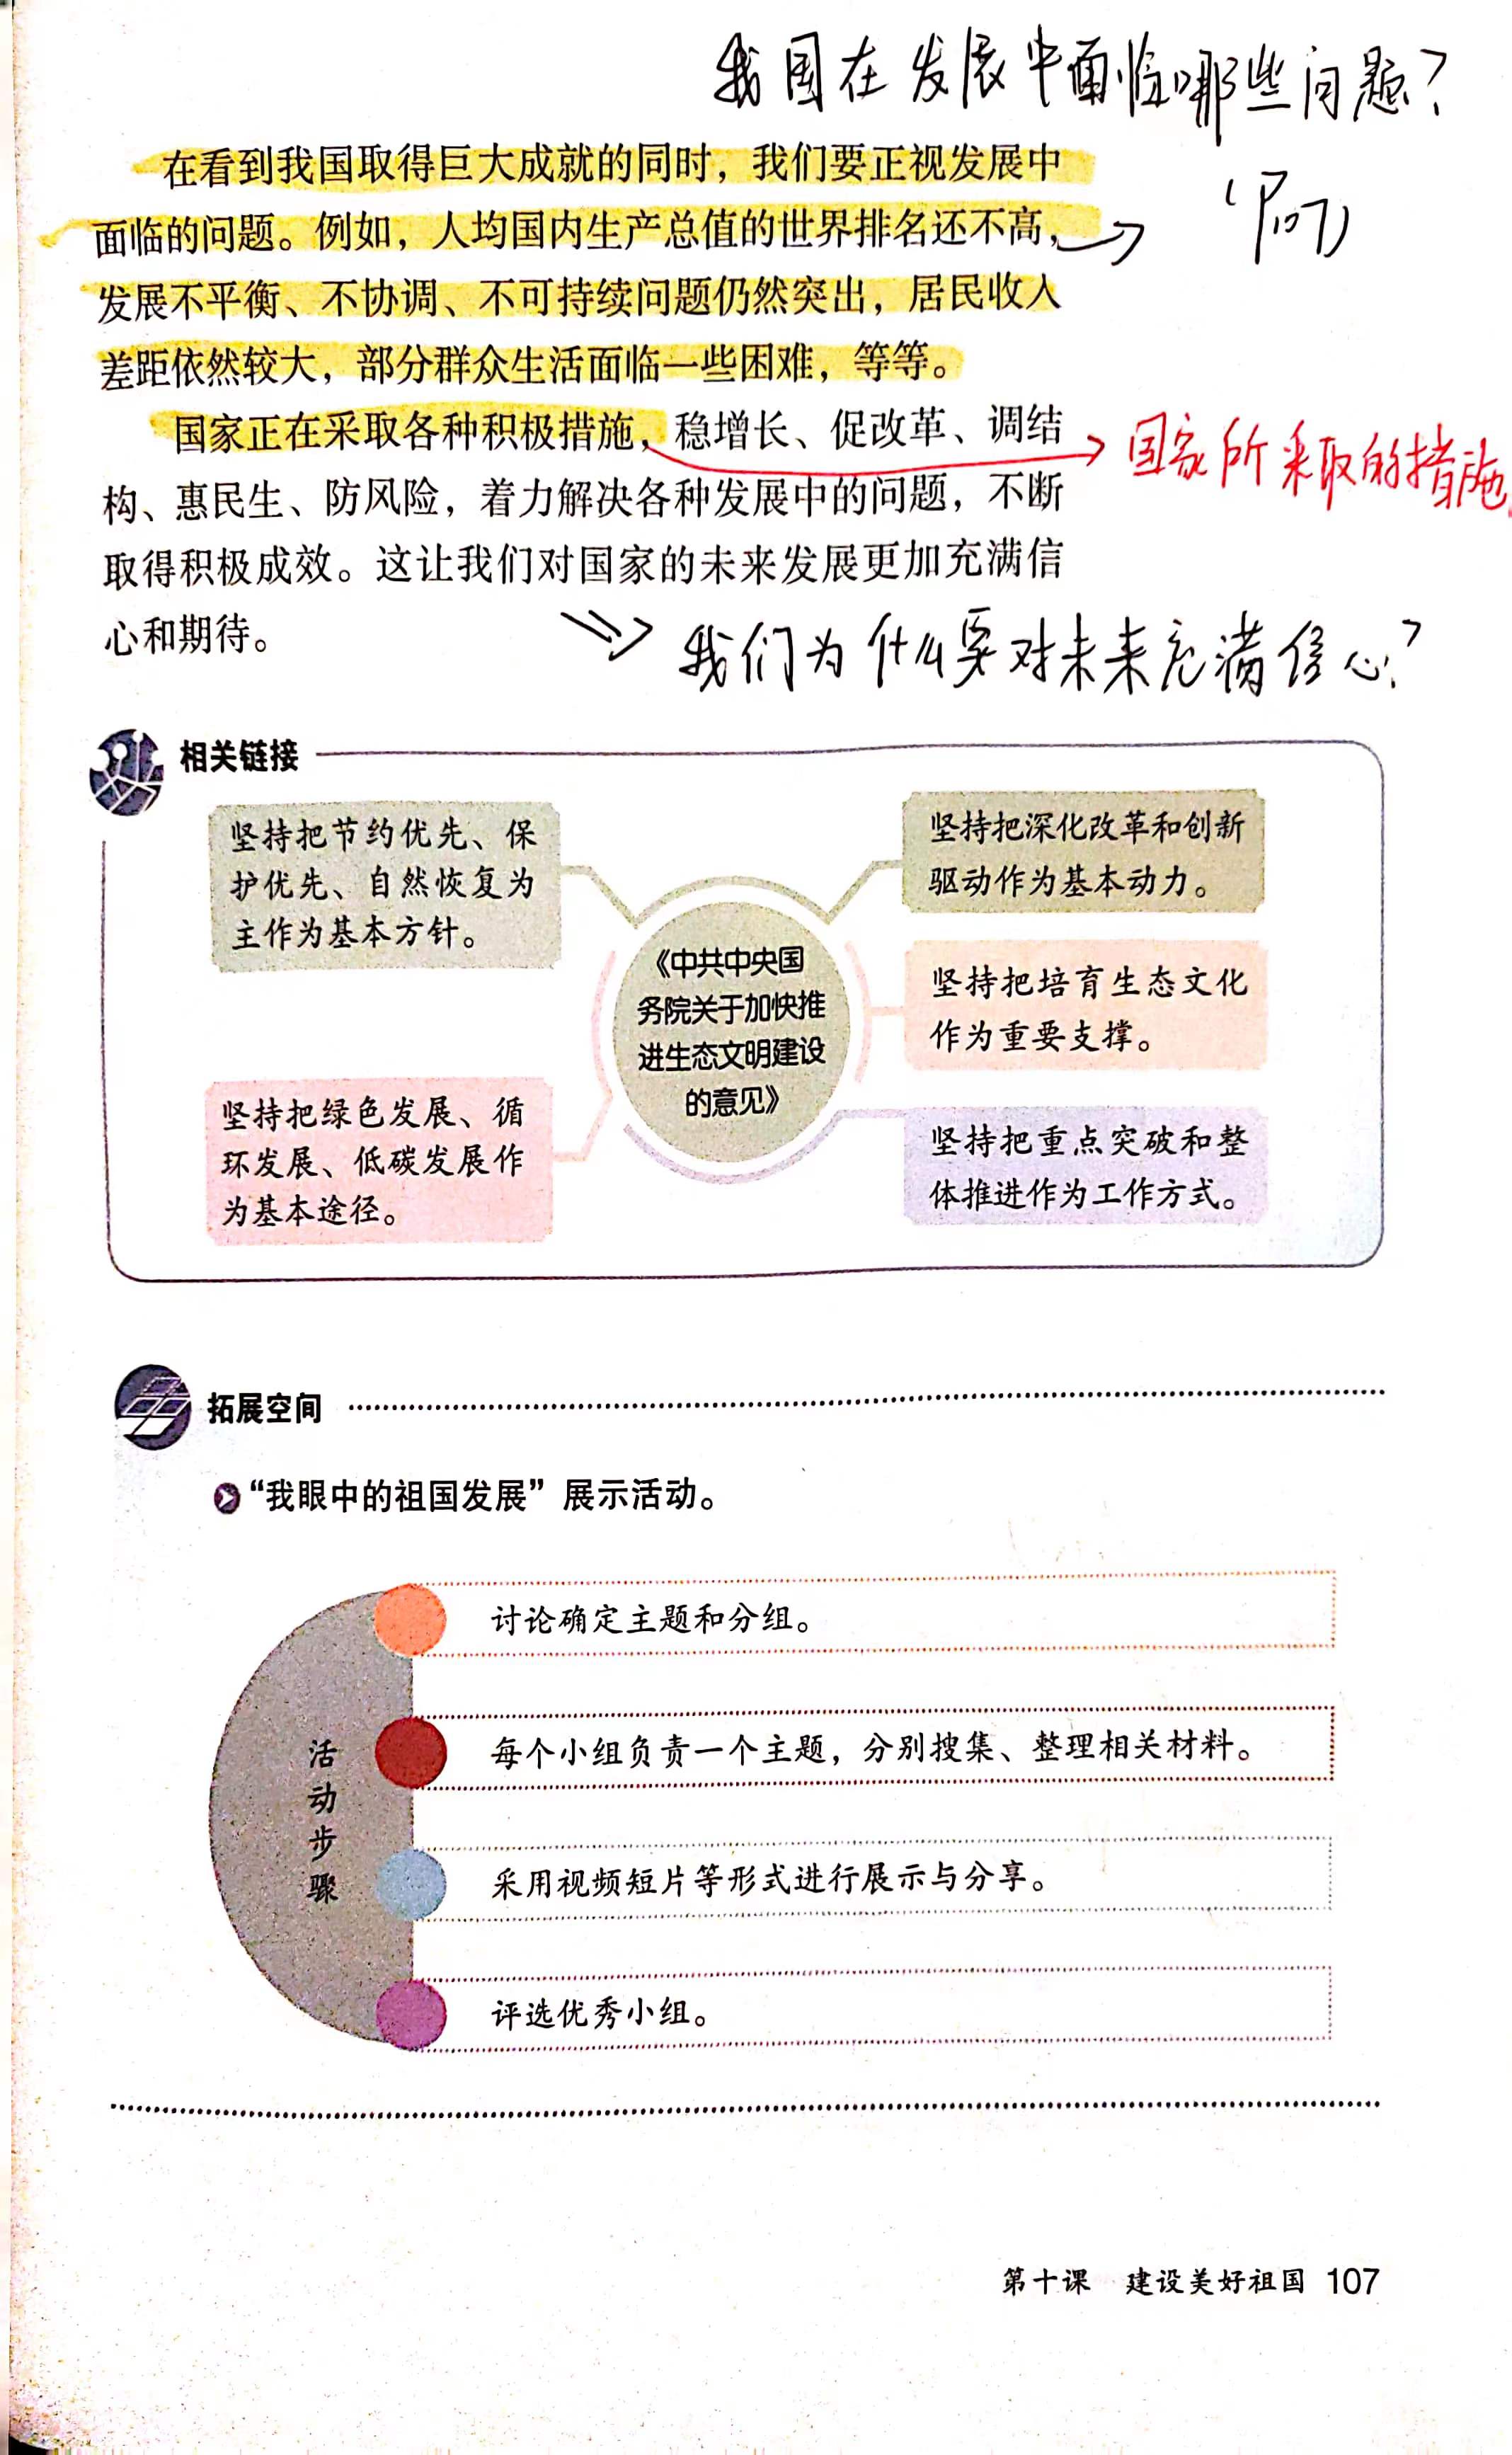 我国在发展中面临哪些问题？
(P107)
在看到我国取得巨大成就的同时，我们要正视发展中
面临的问题。例如，人均国内生产总值的世界排名还不高，
发展不平衡、不协调、不可持续问题仍然突出，居民收入
差距依然较大，部分群众生活面临一些困难，等等。
国家正在采取各种积极措施，稳增长、促改革、调结
国家所采取的措施
构、惠民生、防风险，着力解决各种发展中的问题，不断
取得积极成效。这让我们对国家的未来发展更加充满信
心和期待。
我们为什么要对未来充满信心？
相关链接
坚持把节约优先、保
护优先、自然恢复为
主作为基本方针。
坚持把绿色发展、循
环发展、低碳发展作
为基本途径。
《中共中央国
务院关于加快推
进生态文明建设
的意见》
坚持把深化改革和创新
驱动作为基本动力。
坚持把培育生态文化
作为重要支撑。
坚持把重点突破和整
体推进作为工作方式。
拓展空间
“我眼中的祖国发展”展示活动。
活动步骤
讨论确定主题和分组。
每个小组负责一个主题，分别搜集、整理相关材料。
采用视频短片等形式进行展示与分享。
评选优秀小组。
第十课 建设美好祖国 107